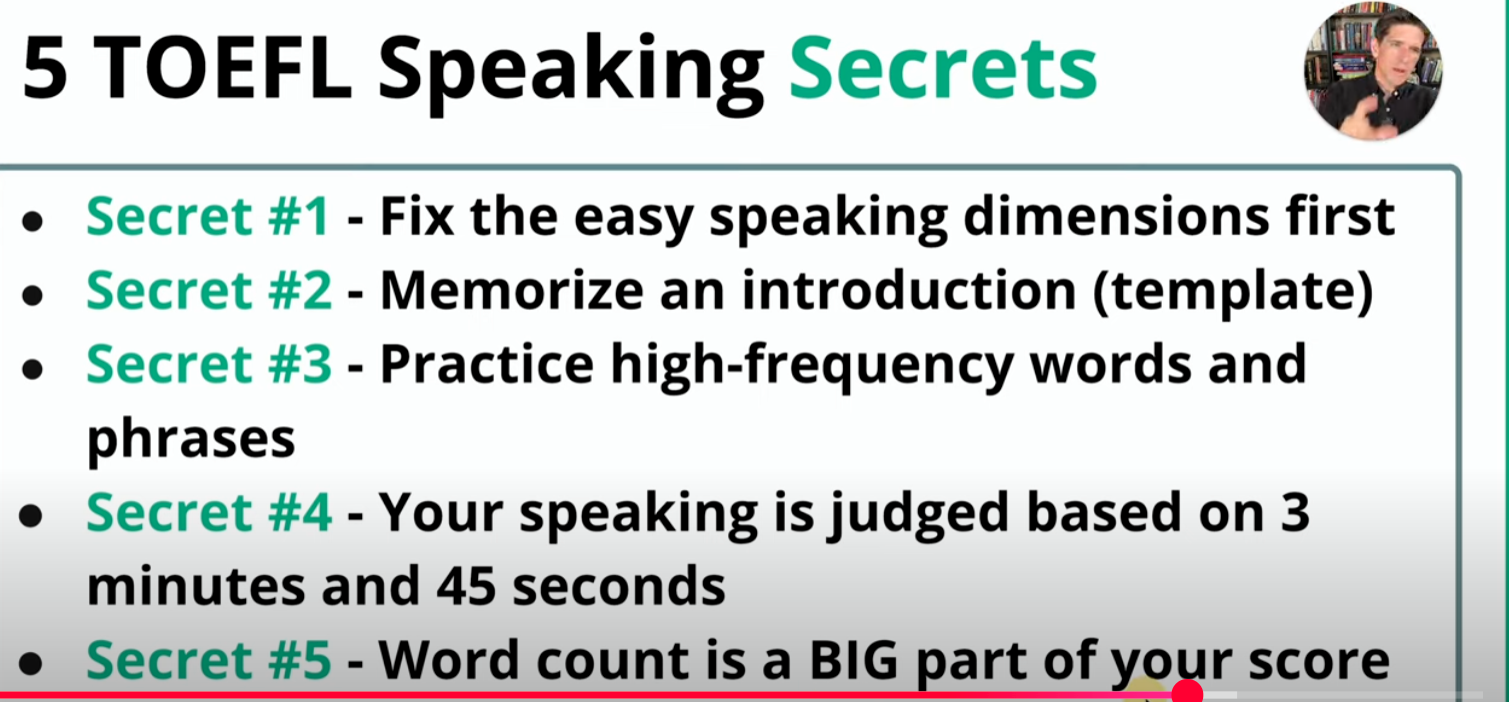 5 TOEFL Speaking Secrets
● Secret #1 - Fix the easy speaking dimensions first
● Secret #2 - Memorize an introduction (template)
● Secret #3 - Practice high-frequency words and
phrases
● Secret #4 - Your speaking is judged based on 3
minutes and 45 seconds
● Secret #5 - Word count is a BIG part of your score